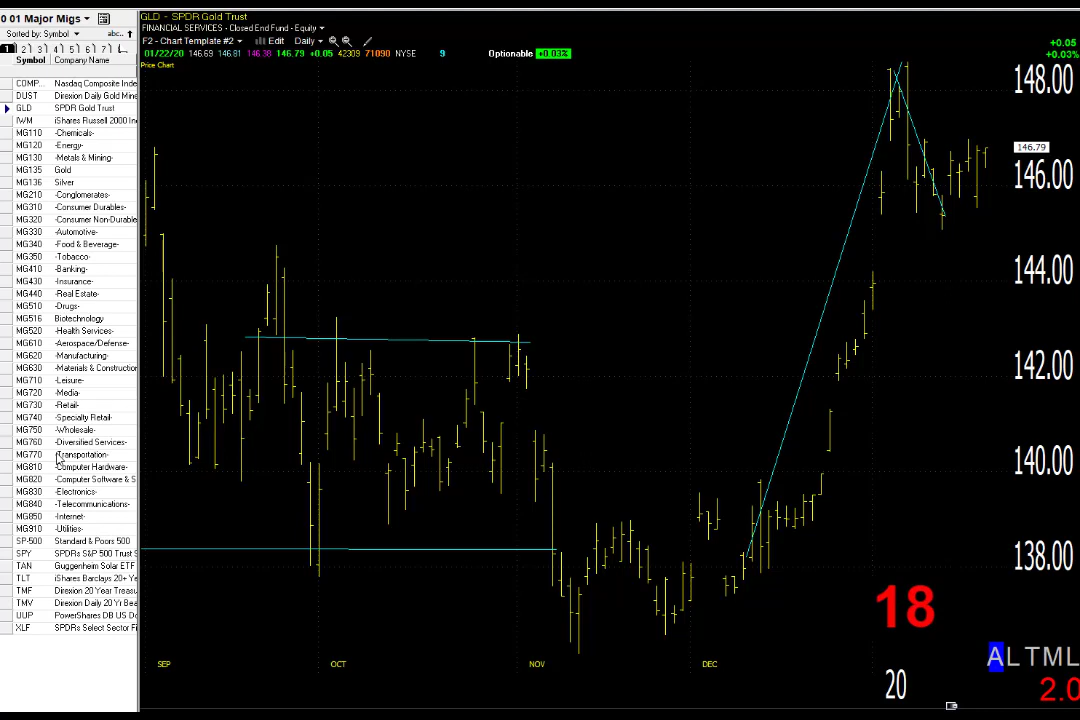 0 01 Major Migs
Sorted by: Symbol abc..
1 2 3 4 5 6 7
Symbol Company Name
COMP... Nasdaq Composite Inde
DUST Direxion Daily Gold Mine
GLD SPDR Gold Trust
IWM iShares Russell 2000 In
MG110 -Chemicals-
MG120 -Energy-
MG130 -Metals & Mining-
MG135 Gold
MG136 Silver
MG210 -Conglomerates-
MG310 -Consumer Durables-
MG320 -Consumer Non-Durable
MG330 -Automotive-
MG340 -Food & Beverage-
MG350 -Tobacco-
MG410 -Banking-
MG430 -Insurance-
MG440 -Real Estate-
MG510 -Drugs-
MG516 Biotechnology
MG520 -Health Services-
MG610 -Aerospace/Defense-
MG620 -Manufacturing-
MG630 -Materials & Construction
MG710 -Leisure-
MG720 -Media-
MG730 -Retail-
MG740 -Specialty Retail-
MG750 -Wholesale-
MG760 -Diversified Services-
MG770 -Transportation-
MG810 -Computer Hardware-
MG820 -Computer Software & S
MG830 -Electronics-
MG840 -Telecommunications-
MG850 -Internet-
MG910 -Utilities-
SP-500 Standard & Poors 500
SPY SPDRs S&P 500 Trust S
TAN Guggenheim Solar ETF
TLT iShares Barclays 20+ Ye
TMF Direxion 20 Year Treasu
TMV Direxion Daily 20 Yr Bea
UUP PowerShares DB US Do
XLF SPDRs Select Sector Fi
GLD - SPDR Gold Trust
FINANCIAL SERVICES - Closed End Fund - Equity
F2 - Chart Template #2 Edit Daily
01/22/20 146.69 146.81 146.38 146.79 +0.05 42309 71090 NYSE 9 Optionable +0.03%
Price Chart
+0.05
+0.03%
148.00
146.79
146.00
144.00
142.00
140.00
138.00
18
SEP OCT NOV DEC
20
ALTML
2.0